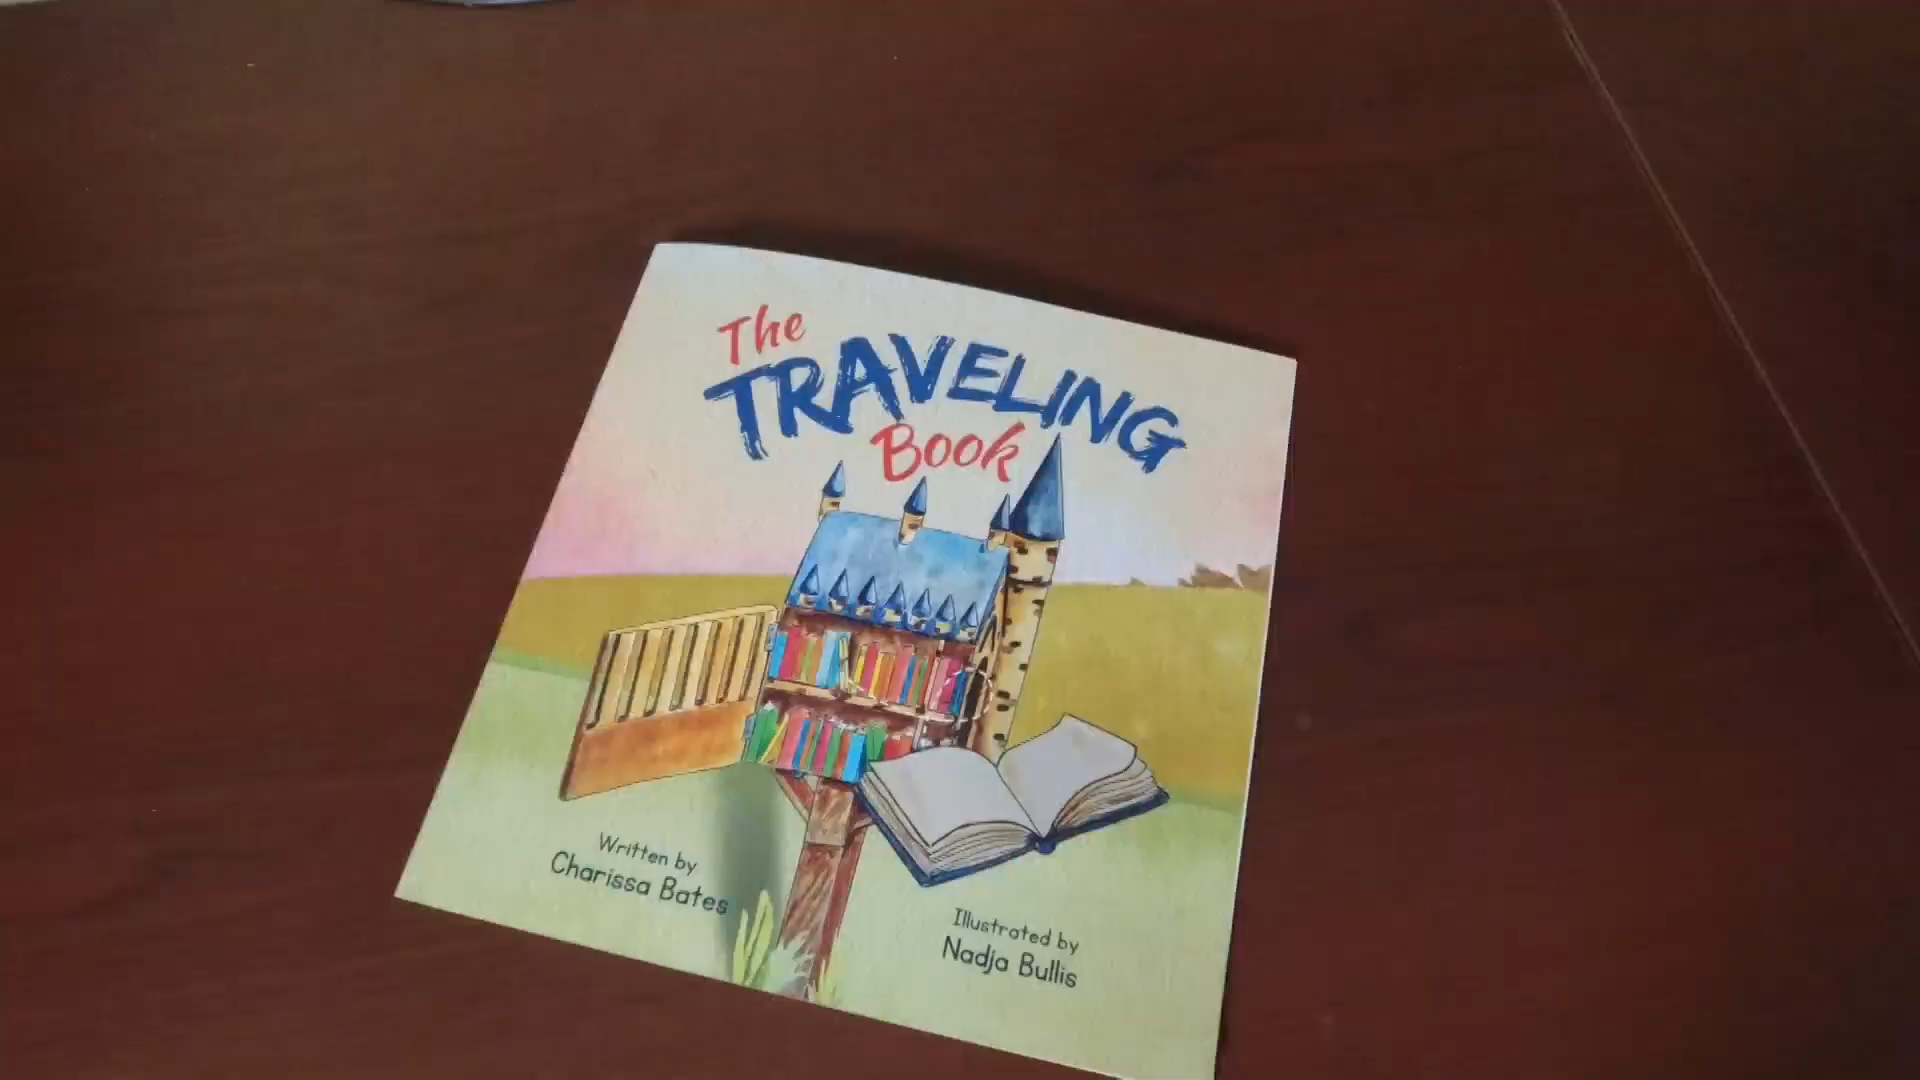 The
TRAVELING
Book
Written by
Charissa Bates
Illustrated by
Nadja Bullis